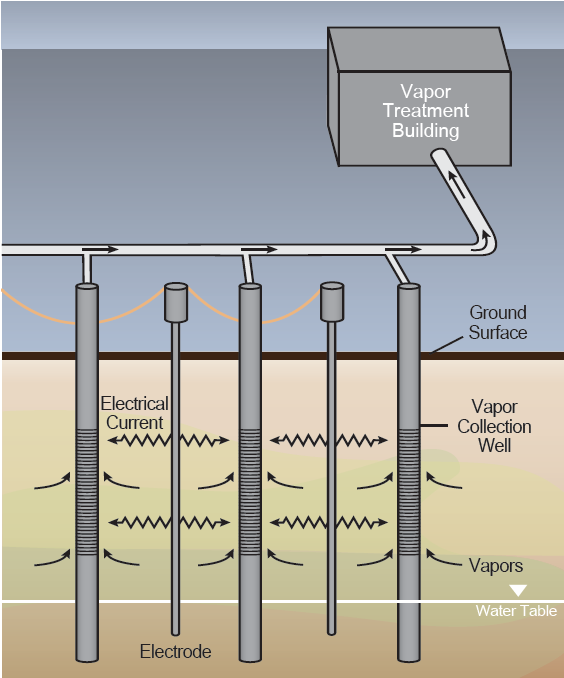 Vapor
Treatment
Building
Ground
Surface
Electrical
Current
Vapor
Collection
Well
Vapors
Water Table
Electrode